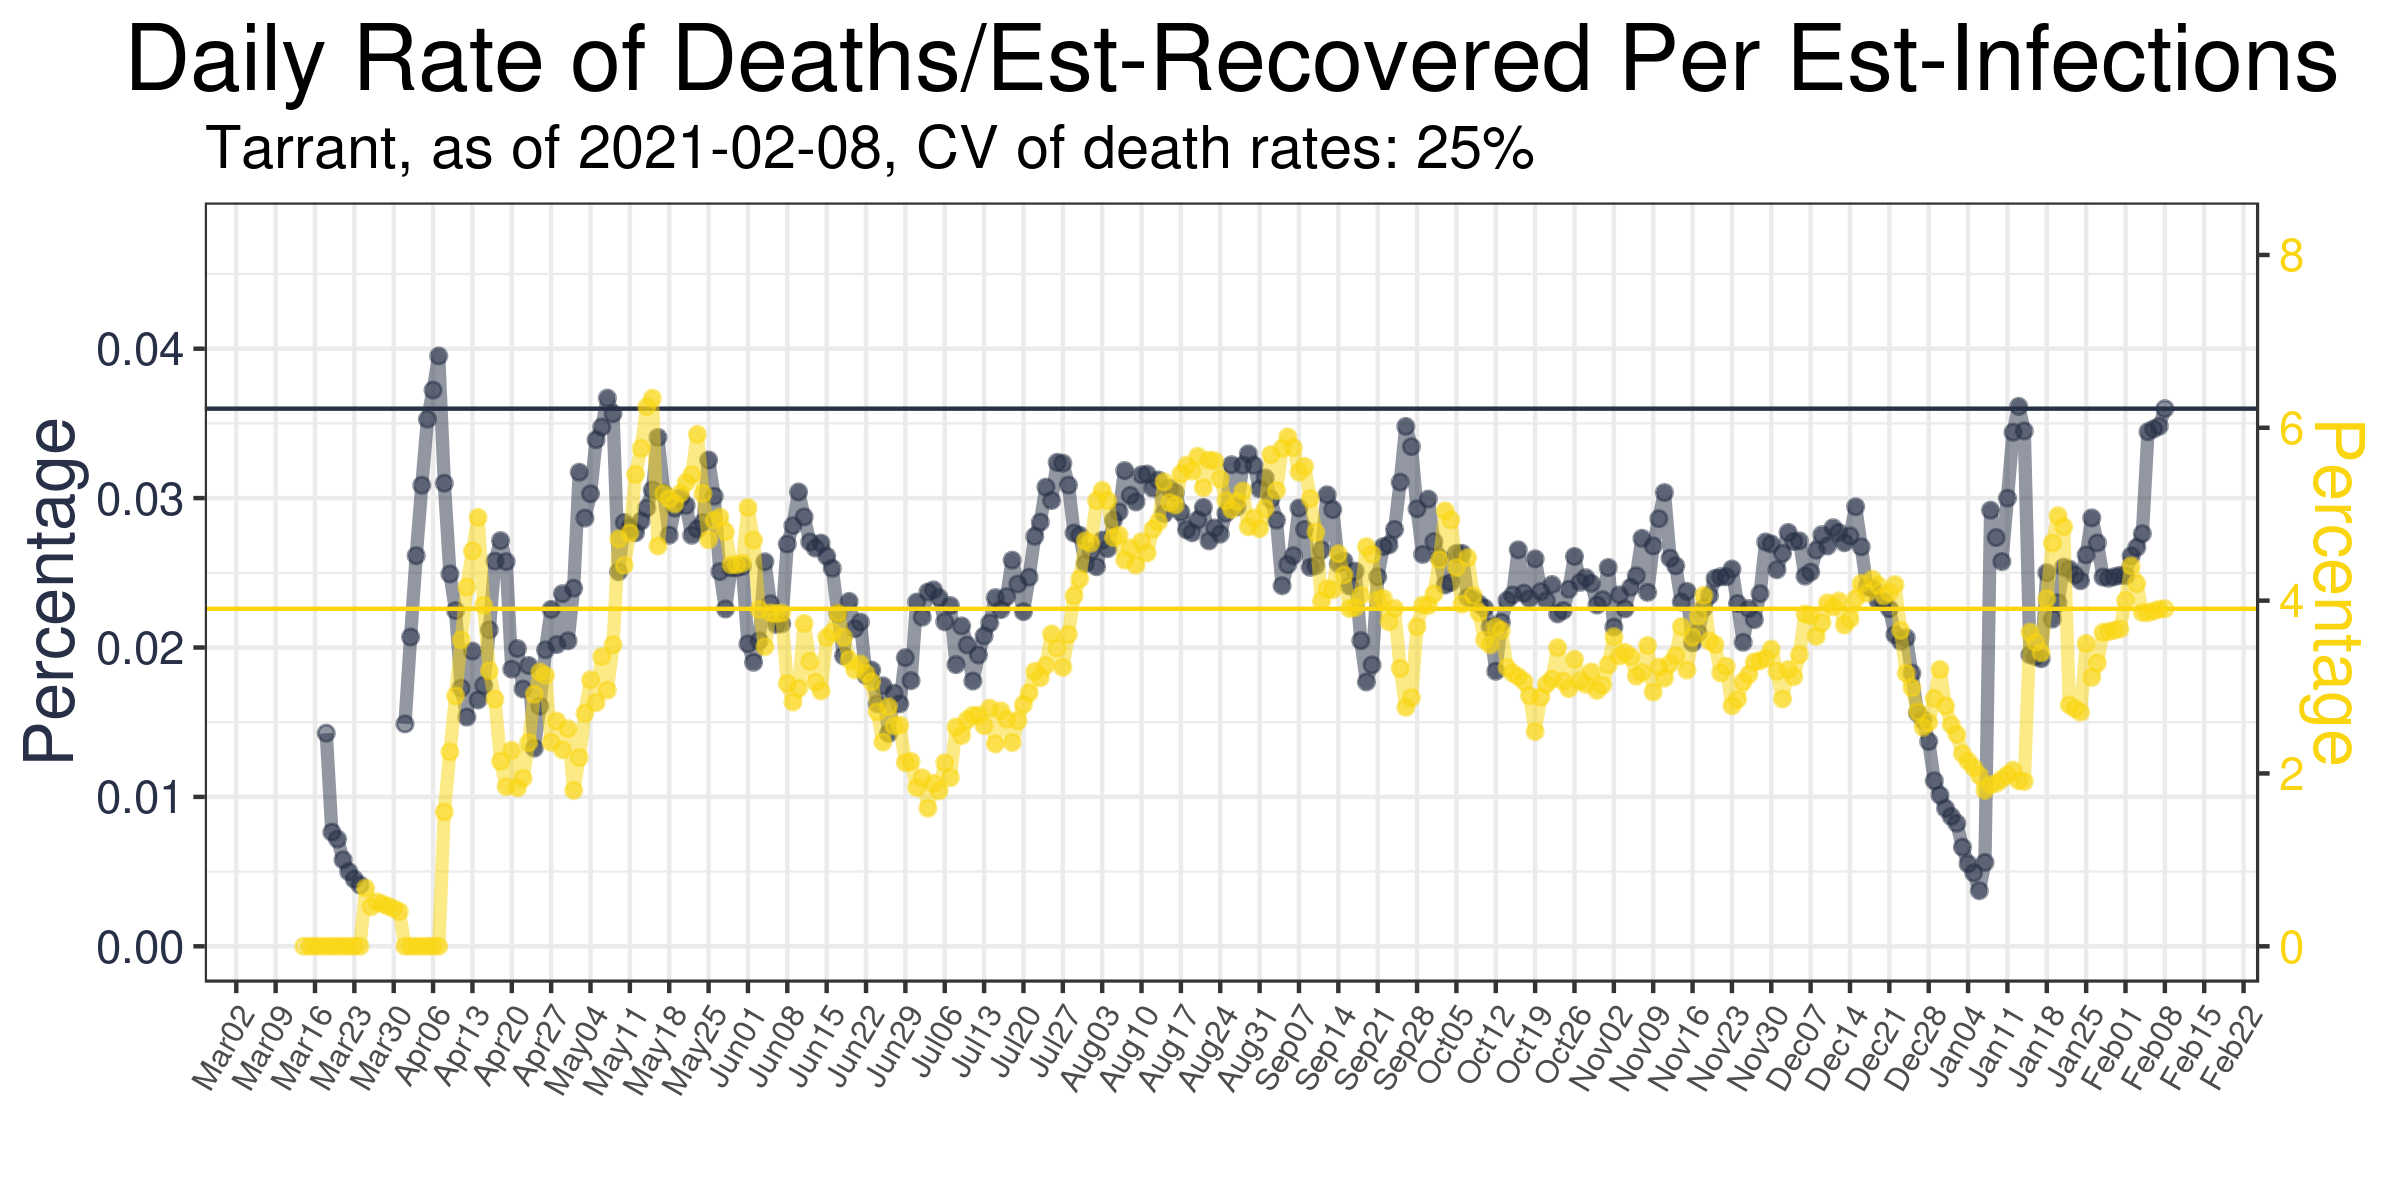 Daily Rate of Deaths/Est-Recovered Per Est-Infections
Tarrant, as of 2021-02-08, CV of death rates: 25%
Percentage
0.04
0.03
0.02
0.01
0.00
8
6
4
2
0
Percentage
Mar02
Mar09
Mar16
Mar23
Mar30
Apr06
Apr13
Apr20
Apr27
May04
May11
May18
May25
Jun01
Jun08
Jun15
Jun22
Jun29
Jul06
Jul13
Jul20
Jul27
Aug03
Aug10
Aug17
Aug24
Aug31
Sep07
Sep14
Sep21
Sep28
Oct05
Oct12
Oct19
Oct26
Nov02
Nov09
Nov16
Nov23
Nov30
Dec07
Dec14
Dec21
Dec28
Jan04
Jan11
Jan18
Jan25
Feb01
Feb08
Feb15
Feb22